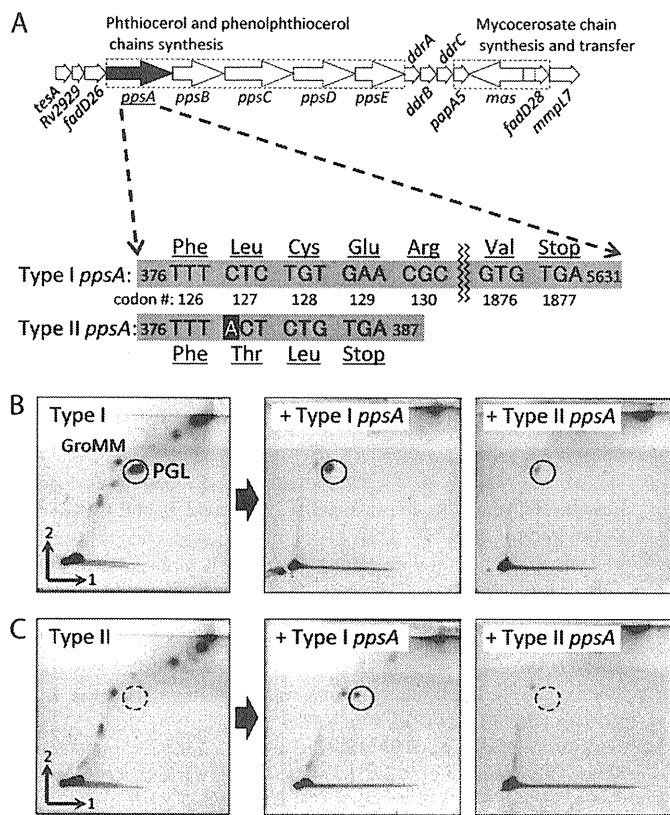 A
Phthiocerol and phenolphthiocerol
chains synthesis
Mycocerosate chain
synthesis and transfer
ddrA
ddrC
tesA
Rv2929
fadD26
ppsA
ppsB
ppsC
ppsD
ppsE
ddrB
papA5
mas
fadD28
mmpL7
Phe Leu Cys Glu Arg Val Stop
Type I ppsA: 376 TTT CTC TGT GAA CGC GTG TGA 5631
codon #: 126 127 128 129 130 1876 1877
Type II ppsA: 376 TTT ACT CTG TGA 387
Phe Thr Leu Stop
B
Type I
GroMM
PGL
2
1
+ Type I ppsA
+ Type II ppsA
C
Type II
2
1
+ Type I ppsA
+ Type II ppsA